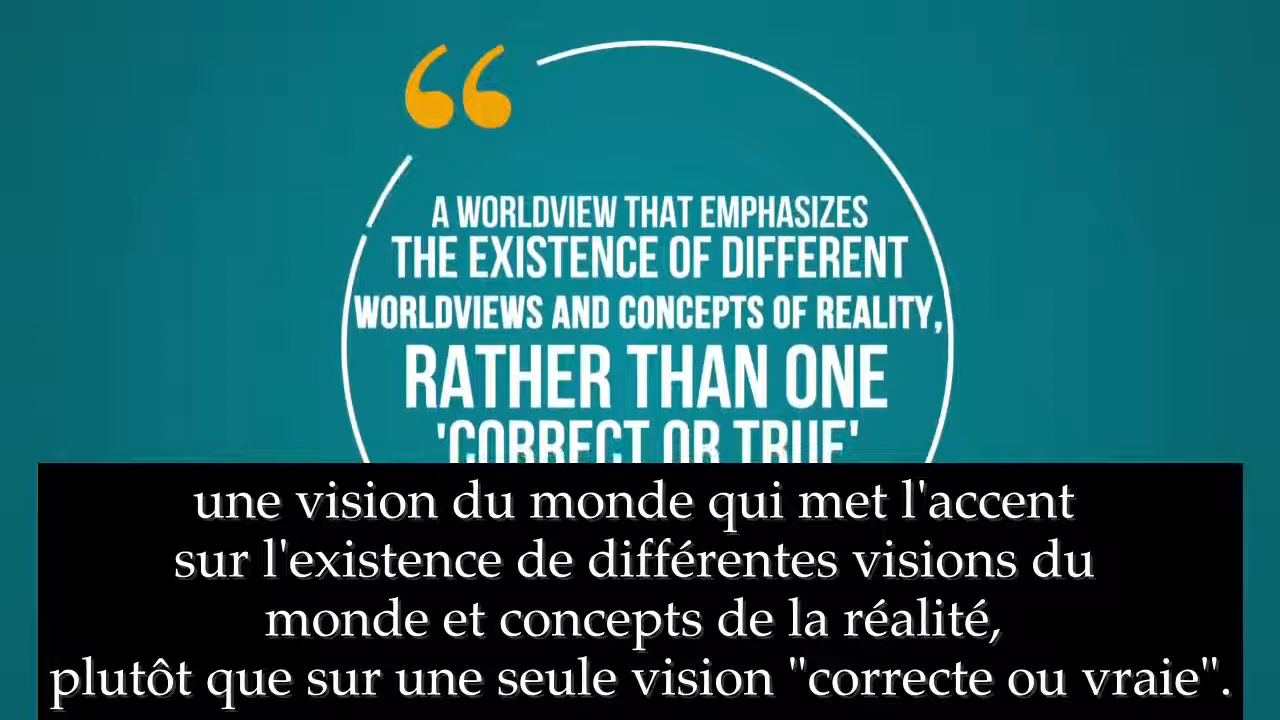 “
A WORLDVIEW THAT EMPHASIZES
THE EXISTENCE OF DIFFERENT
WORLDVIEWS AND CONCEPTS OF REALITY,
RATHER THAN ONE
'CORRECT OR TRUE'
une vision du monde qui met l'accent
sur l'existence de différentes visions du
monde et concepts de la réalité,
plutôt que sur une seule vision "correcte ou vraie".